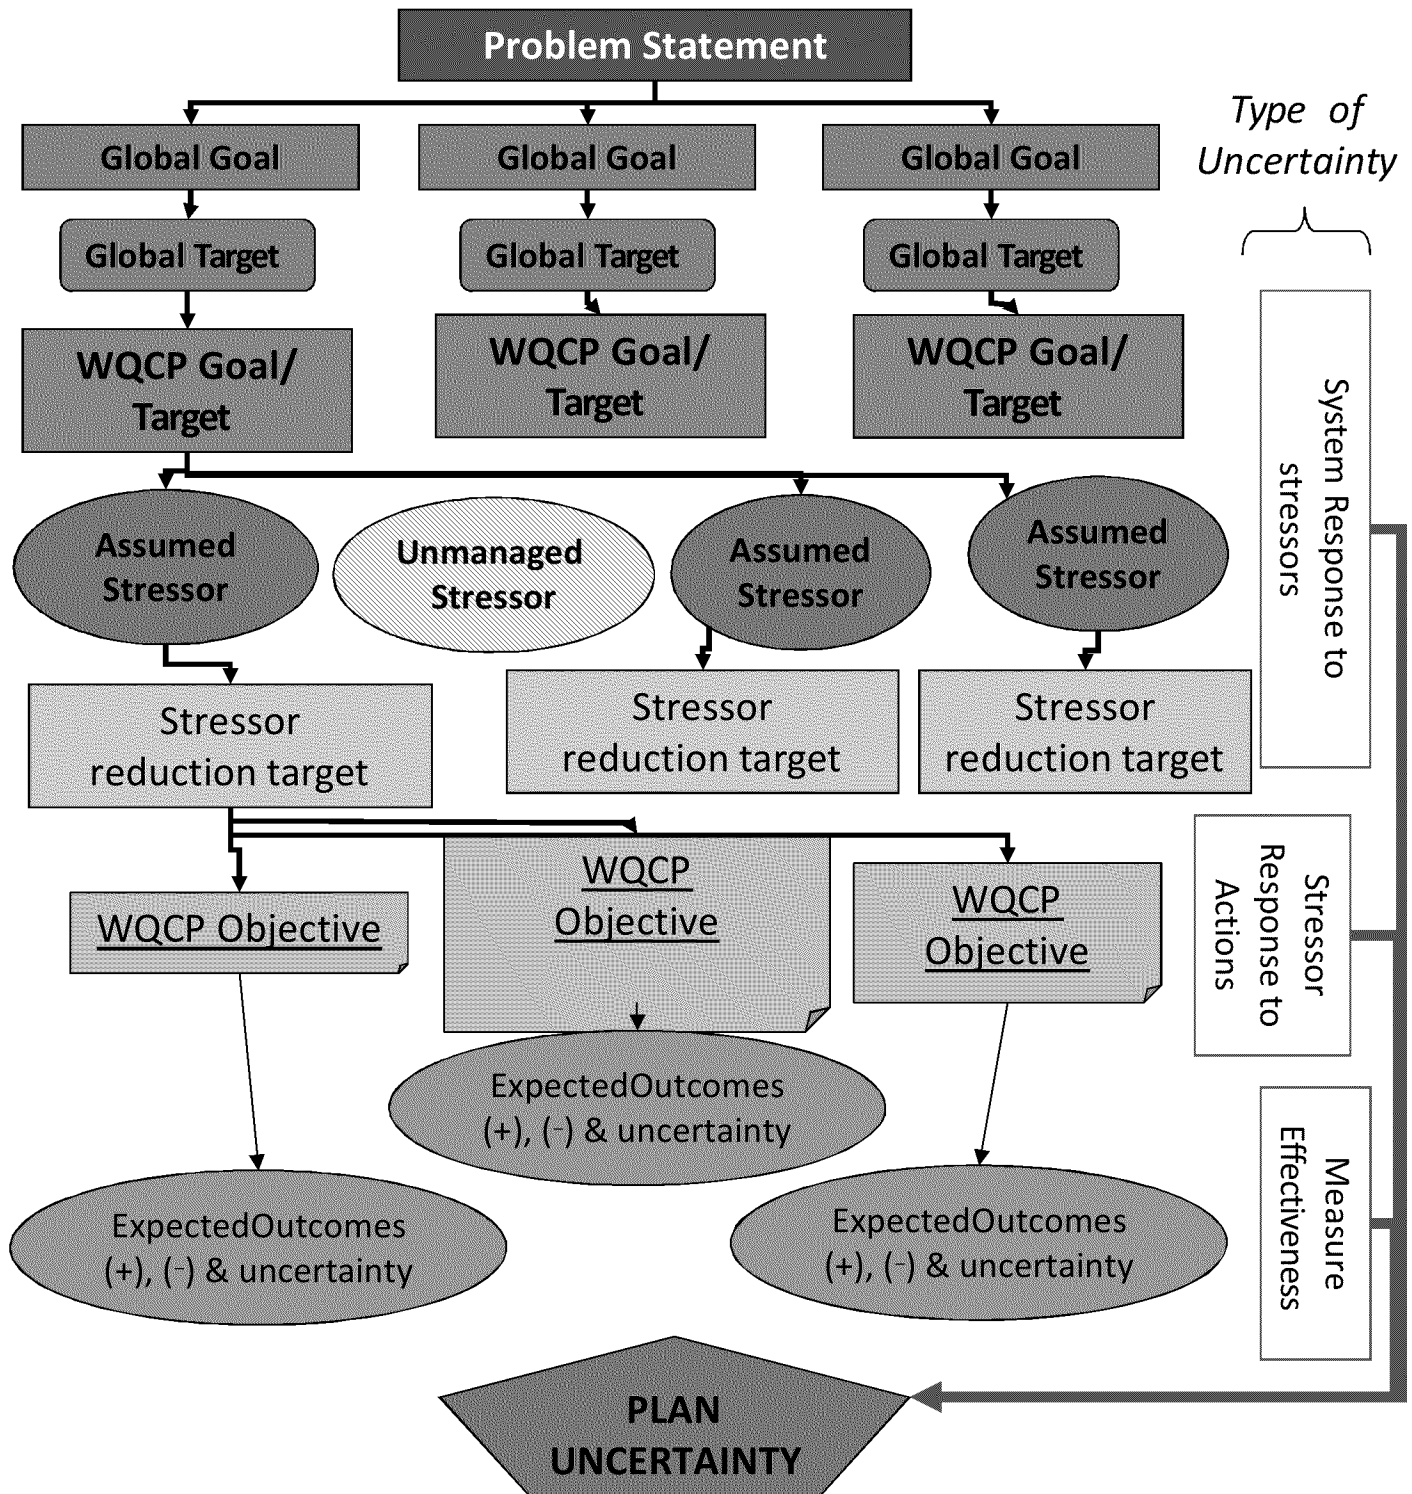 Problem Statement
Type of
Uncertainty
Global Goal
Global Goal
Global Goal
Global Target
Global Target
Global Target
WQCP Goal/
Target
WQCP Goal/
Target
WQCP Goal/
Target
Assumed
Stressor
Unmanaged
Stressor
Assumed
Stressor
Assumed
Stressor
System Response to
stressors
Stressor
reduction target
Stressor
reduction target
Stressor
reduction target
WQCP Objective
WQCP
Objective
WQCP
Objective
Stressor
Response to
Actions
ExpectedOutcomes
(+), (-) & uncertainty
ExpectedOutcomes
(+), (-) & uncertainty
ExpectedOutcomes
(+), (-) & uncertainty
Measure
Effectiveness
PLAN
UNCERTAINTY